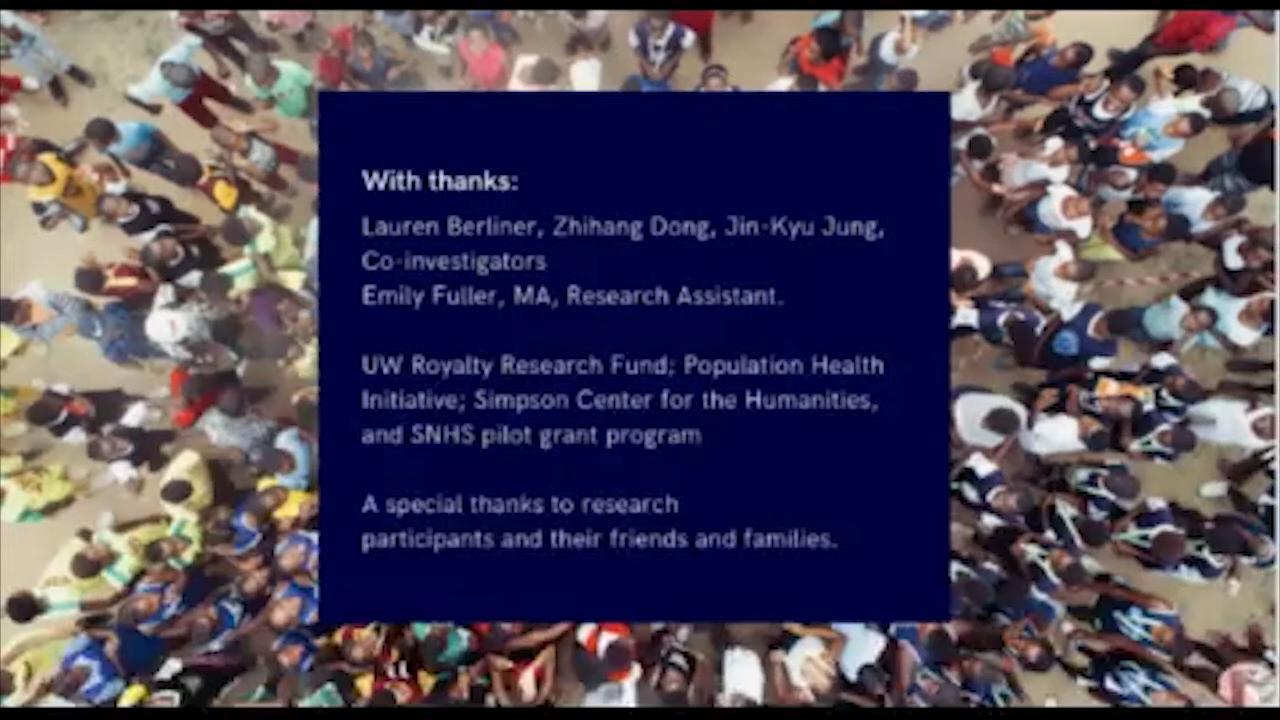 With thanks:
Lauren Berliner, Zhihang Dong, Jin-Kyu Jung,
Co-investigators
Emily Fuller, MA, Research Assistant.
UW Royalty Research Fund; Population Health
Initiative; Simpson Center for the Humanities,
and SNHS pilot grant program
A special thanks to research
participants and their friends and families.